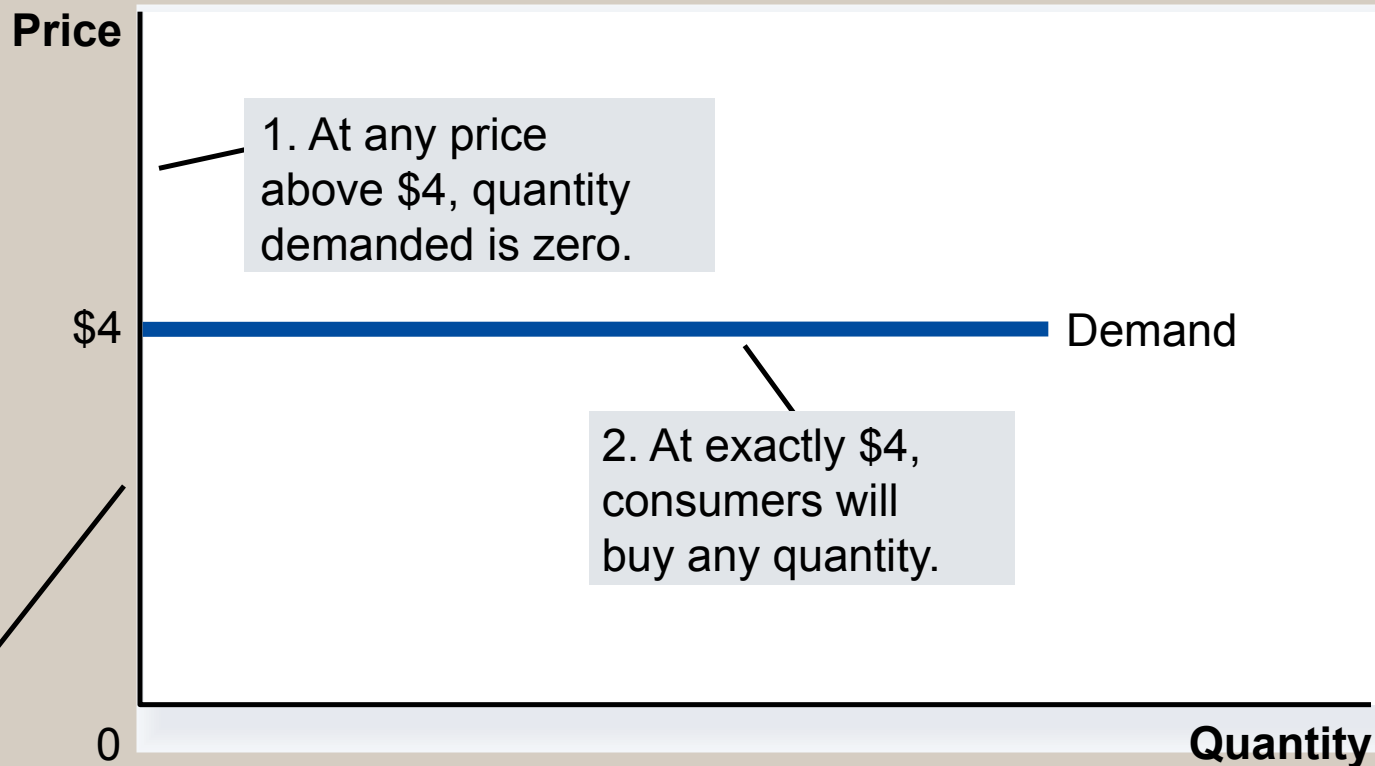 Price
1. At any price
above $4, quantity
demanded is zero.
$4
Demand
2. At exactly $4,
consumers will
buy any quantity.
0
Quantity